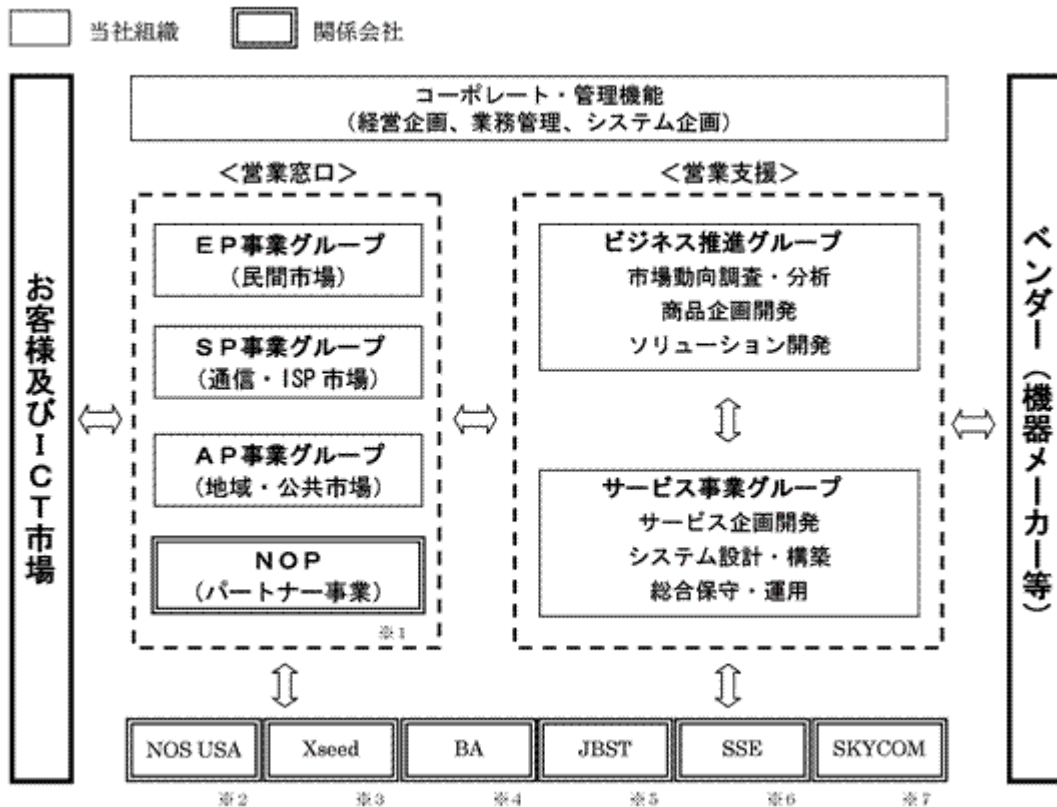 当社組織
関係会社
コーポレート・管理機能
（経営企画、業務管理、システム企画）
＜営業窓口＞
＜営業支援＞
お客様及びＩＣＴ市場
ＥＰ事業グループ
（民間市場）
ＳＰ事業グループ
（通信・ISP 市場）
ＡＰ事業グループ
（地域・公共市場）
ＮＯＰ
（パートナー事業）
※1
ビジネス推進グループ
市場動向調査・分析
商品企画開発
ソリューション開発
サービス事業グループ
サービス企画開発
システム設計・構築
総合保守・運用
ベンダー（機器メーカー等）
NOS USA
Xseed
BA
JBST
SSE
SKYCOM
※2
※3
※4
※5
※6
※7